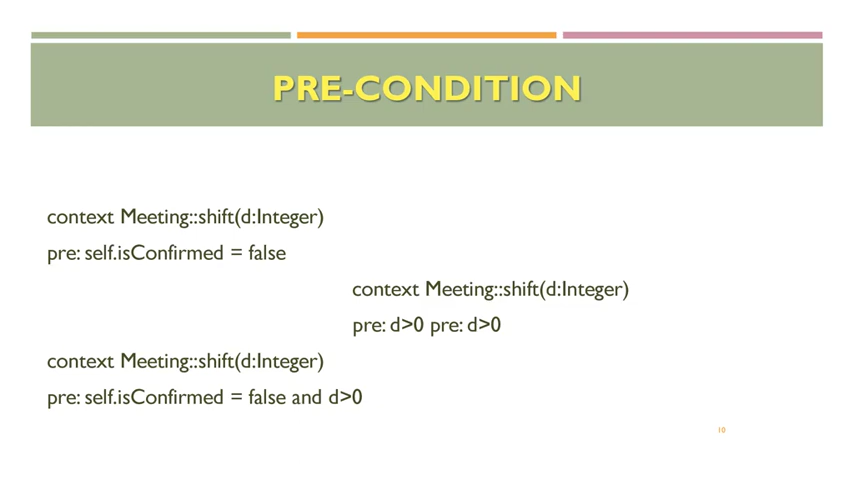 PRE-CONDITION
context Meeting::shift(d:Integer)
pre: self.isConfirmed = false
context Meeting::shift(d:Integer)
pre: d>0 pre: d>0
context Meeting::shift(d:Integer)
pre: self.isConfirmed = false and d>0
10